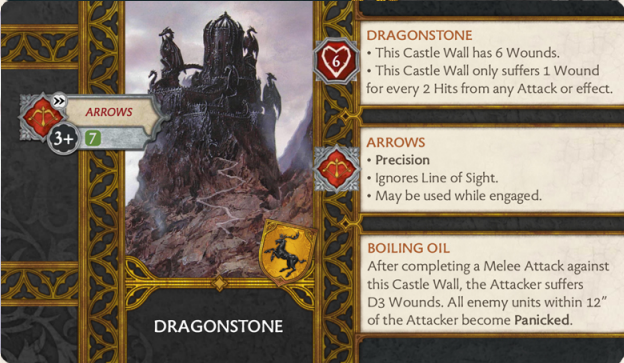 ARROWS
3+
7
DRAGONSTONE
6
DRAGONSTONE
• This Castle Wall has 6 Wounds.
• This Castle Wall only suffers 1 Wound
for every 2 Hits from any Attack or effect.
ARROWS
• Precision
• Ignores Line of Sight.
• May be used while engaged.
BOILING OIL
After completing a Melee Attack against
this Castle Wall, the Attacker suffers
D3 Wounds. All enemy units within 12"
of the Attacker become Panicked.